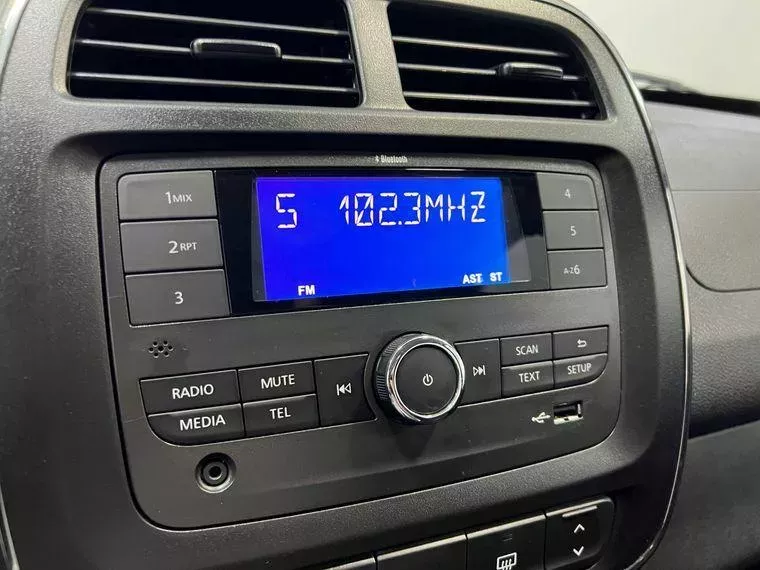 Bluetooth
5 102.3MHZ
FM AST ST
1MIX
2RPT
3
4
5
A-Z6
RADIO
MEDIA
MUTE
TEL
SCAN
TEXT
SETUP